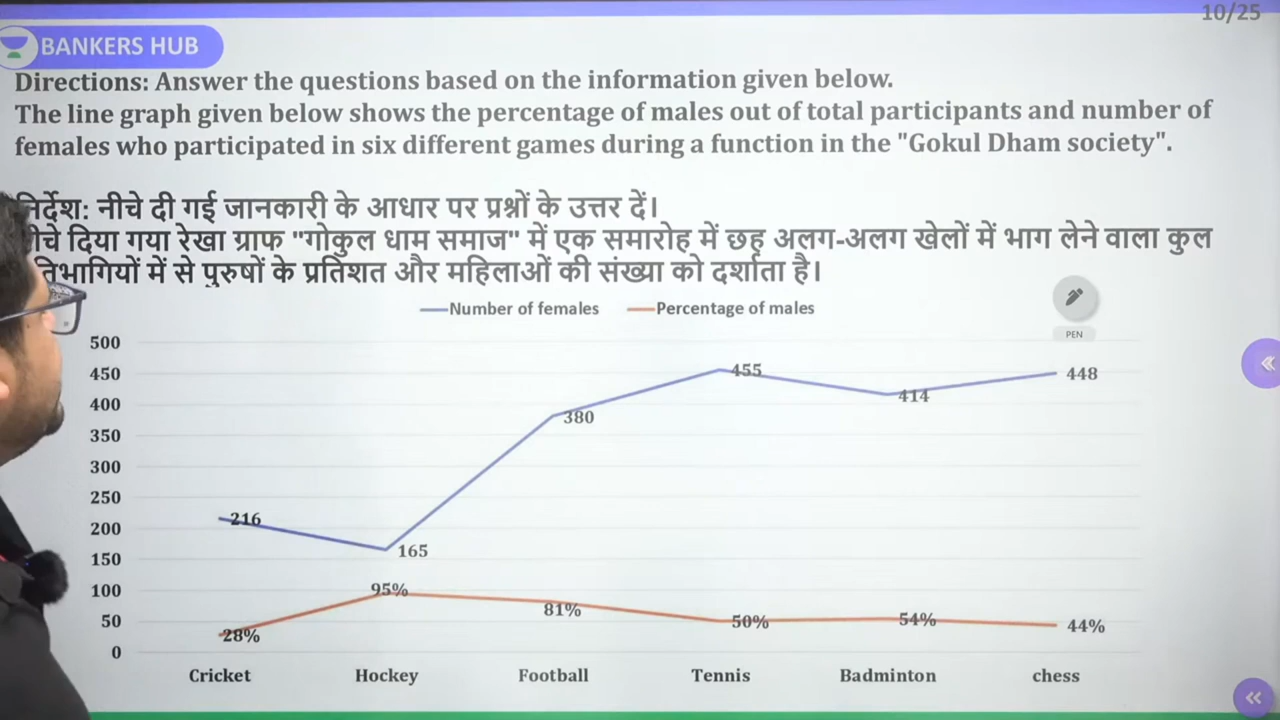 10/25
BANKERS HUB
Directions: Answer the questions based on the information given below.
The line graph given below shows the percentage of males out of total participants and number of
females who participated in six different games during a function in the "Gokul Dham society".
निर्देश: नीचे दी गई जानकारी के आधार पर प्रश्नों के उत्तर दें।
दिया गया रेखा ग्राफ "गोकुल धाम समाज" में एक समारोह में छह अलग-अलग खेलों में भाग लेने वाला कुल
में से पुरुषों के प्रतिशत और महिलाओं की संख्या को दर्शाता है।
Number of females Percentage of males
PEN
500
450 455 448
400 414
350 380
300
250
200 216
150 165
100 95%
50 28% 81% 50% 54% 44%
0
Cricket Hockey Football Tennis Badminton chess